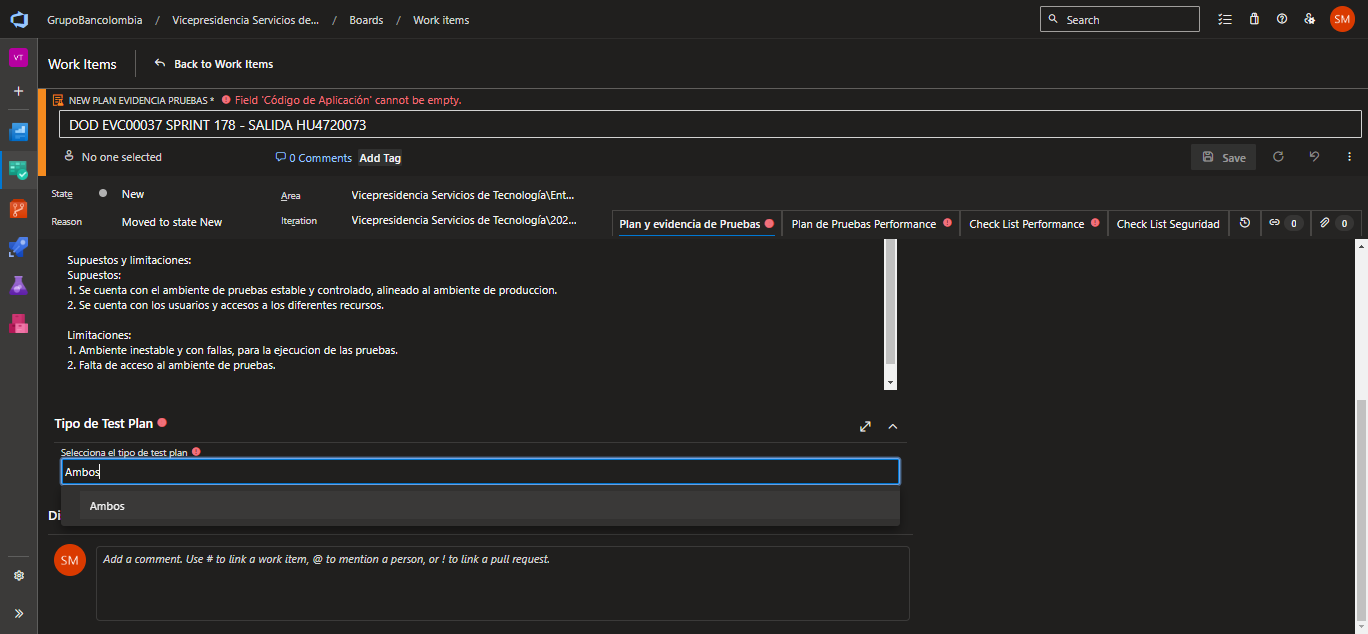 GrupoBancolombia / Vicepresidencia Servicios de... / Boards / Work items
Search
SM
VT
Work Items
Back to Work Items
NEW PLAN EVIDENCIA PRUEBAS * Field 'Código de Aplicación' cannot be empty.
DOD EVC00037 SPRINT 178 - SALIDA HU4720073
No one selected
0 Comments
Add Tag
Save
State
New
Area
Vicepresidencia Servicios de Tecnología\Ent...
Reason
Moved to state New
Iteration
Vicepresidencia Servicios de Tecnología\202...
Plan y evidencia de Pruebas
Plan de Pruebas Performance
Check List Performance
Check List Seguridad
0
0
Supuestos y limitaciones:
Supuestos:
1. Se cuenta con el ambiente de pruebas estable y controlado, alineado al ambiente de produccion.
2. Se cuenta con los usuarios y accesos a los diferentes recursos.
Limitaciones:
1. Ambiente inestable y con fallas, para la ejecucion de las pruebas.
2. Falta de acceso al ambiente de pruebas.
Tipo de Test Plan
Selecciona el tipo de test plan
Ambos
Ambos
Di
SM
Add a comment. Use # to link a work item, @ to mention a person, or ! to link a pull request.